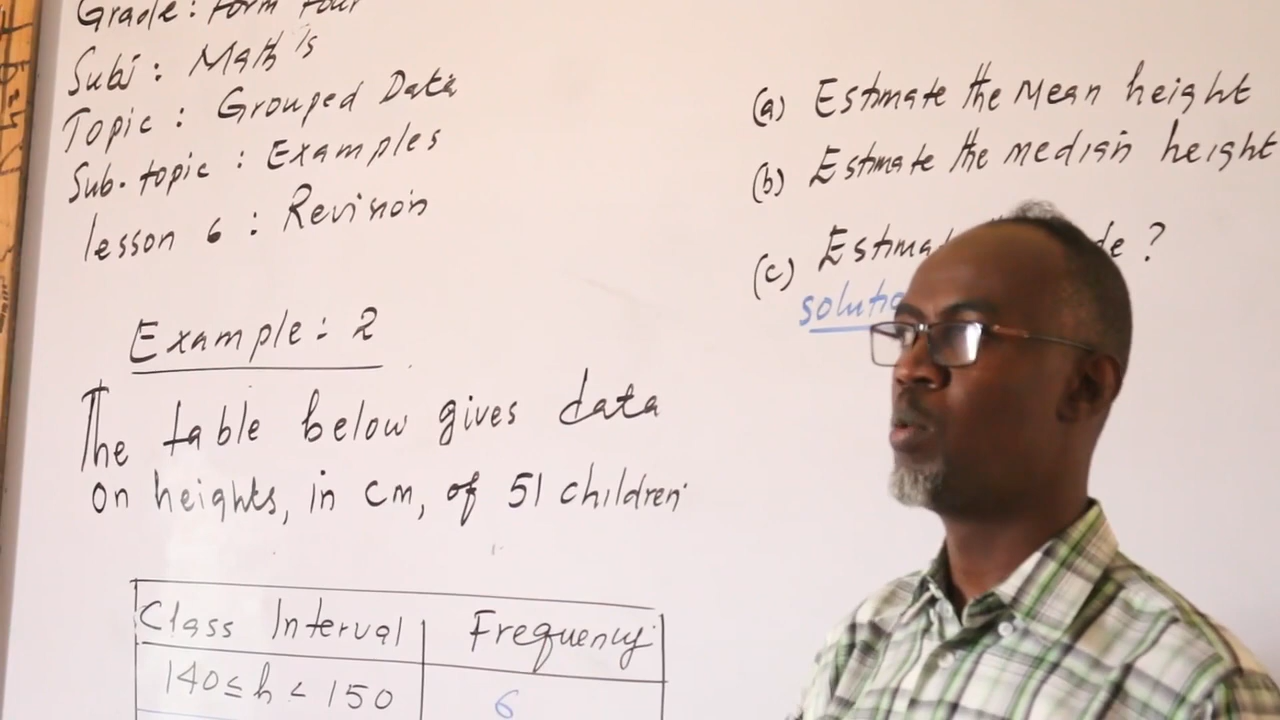 Grade : Form Four
Subj : Math's
Topic : Grouped Data
Sub-topic : Examples
lesson 6 : Revision
Example : 2
The table below gives data
on heights, in cm, of 51 children.
Class Interval Frequency
140 ≤ h < 150 6
(a) Estimate the Mean height
(b) Estimate the median height
(c) ?